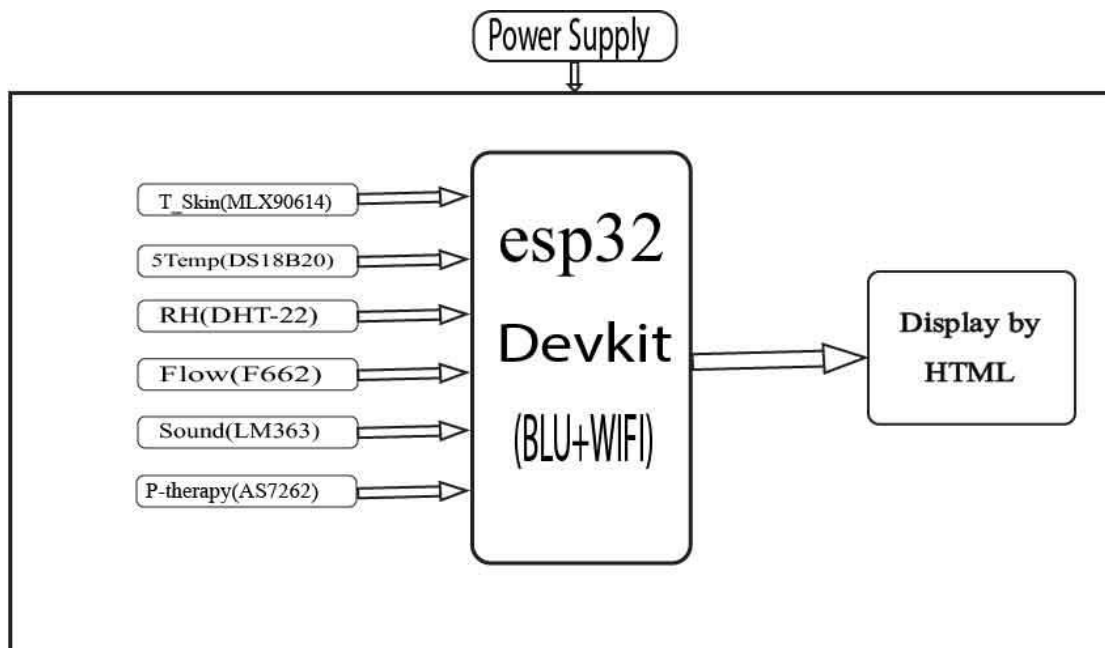 Power Supply
T_Skin(MLX90614)
5Temp(DS18B20)
RH(DHT-22)
Flow(F662)
Sound(LM363)
P-therapy(AS7262)
esp32
Devkit
(BLU+WIFI)
Display by
HTML